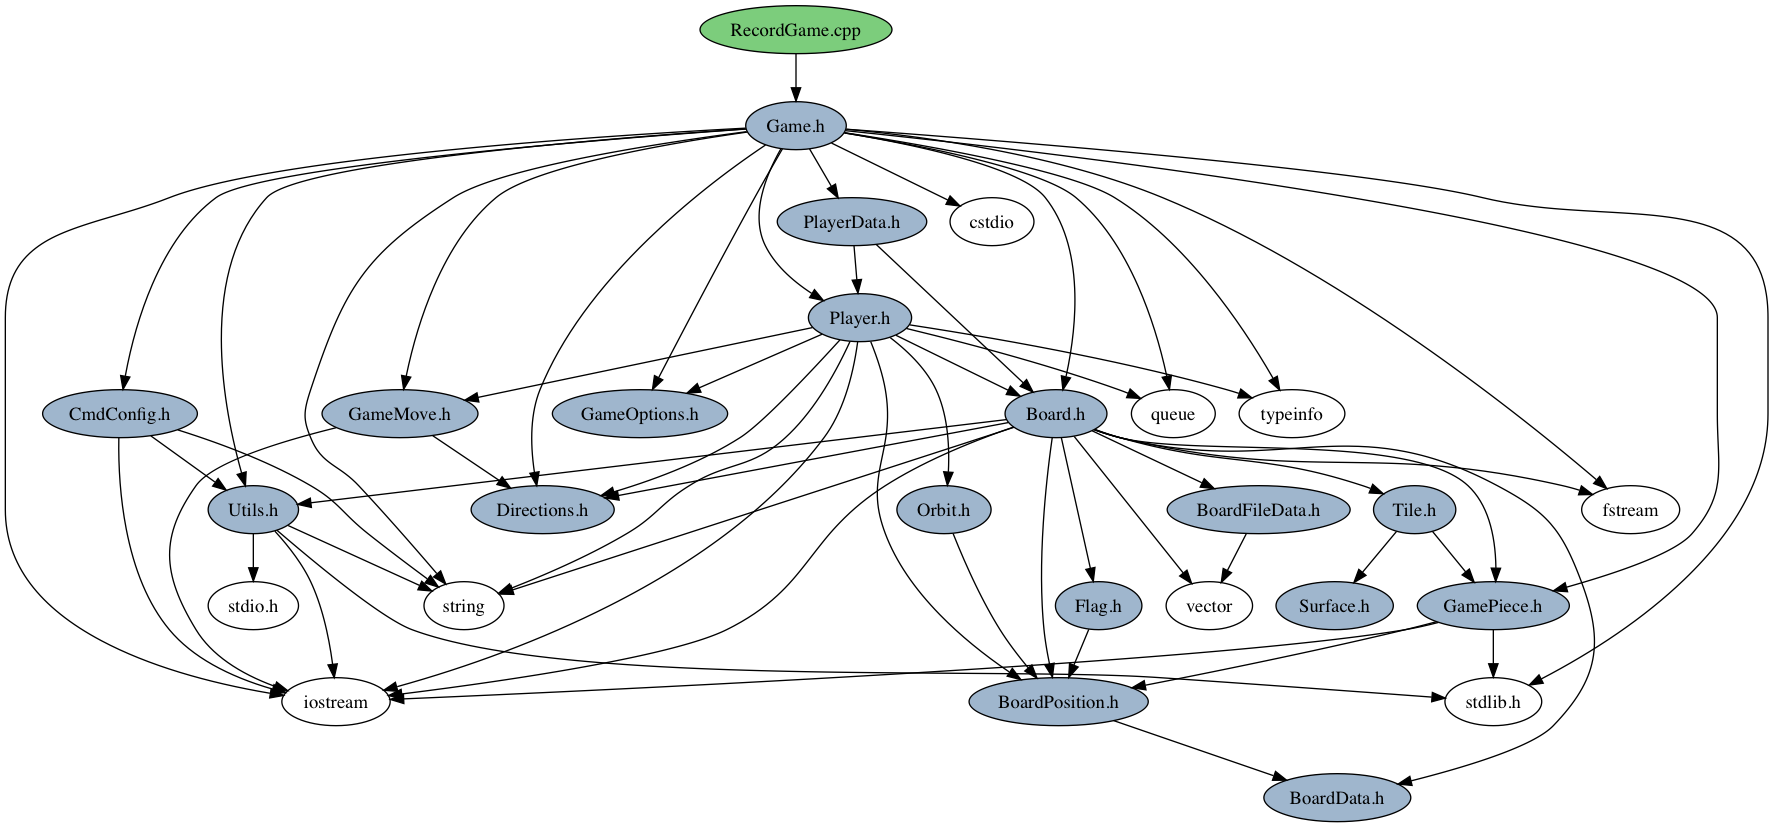 RecordGame.cpp
Game.h
PlayerData.h
cstdio
Player.h
CmdConfig.h
GameMove.h
GameOptions.h
Board.h
queue
typeinfo
Utils.h
Directions.h
Orbit.h
BoardFileData.h
Tile.h
fstream
stdio.h
string
Flag.h
vector
Surface.h
GamePiece.h
iostream
BoardPosition.h
stdlib.h
BoardData.h